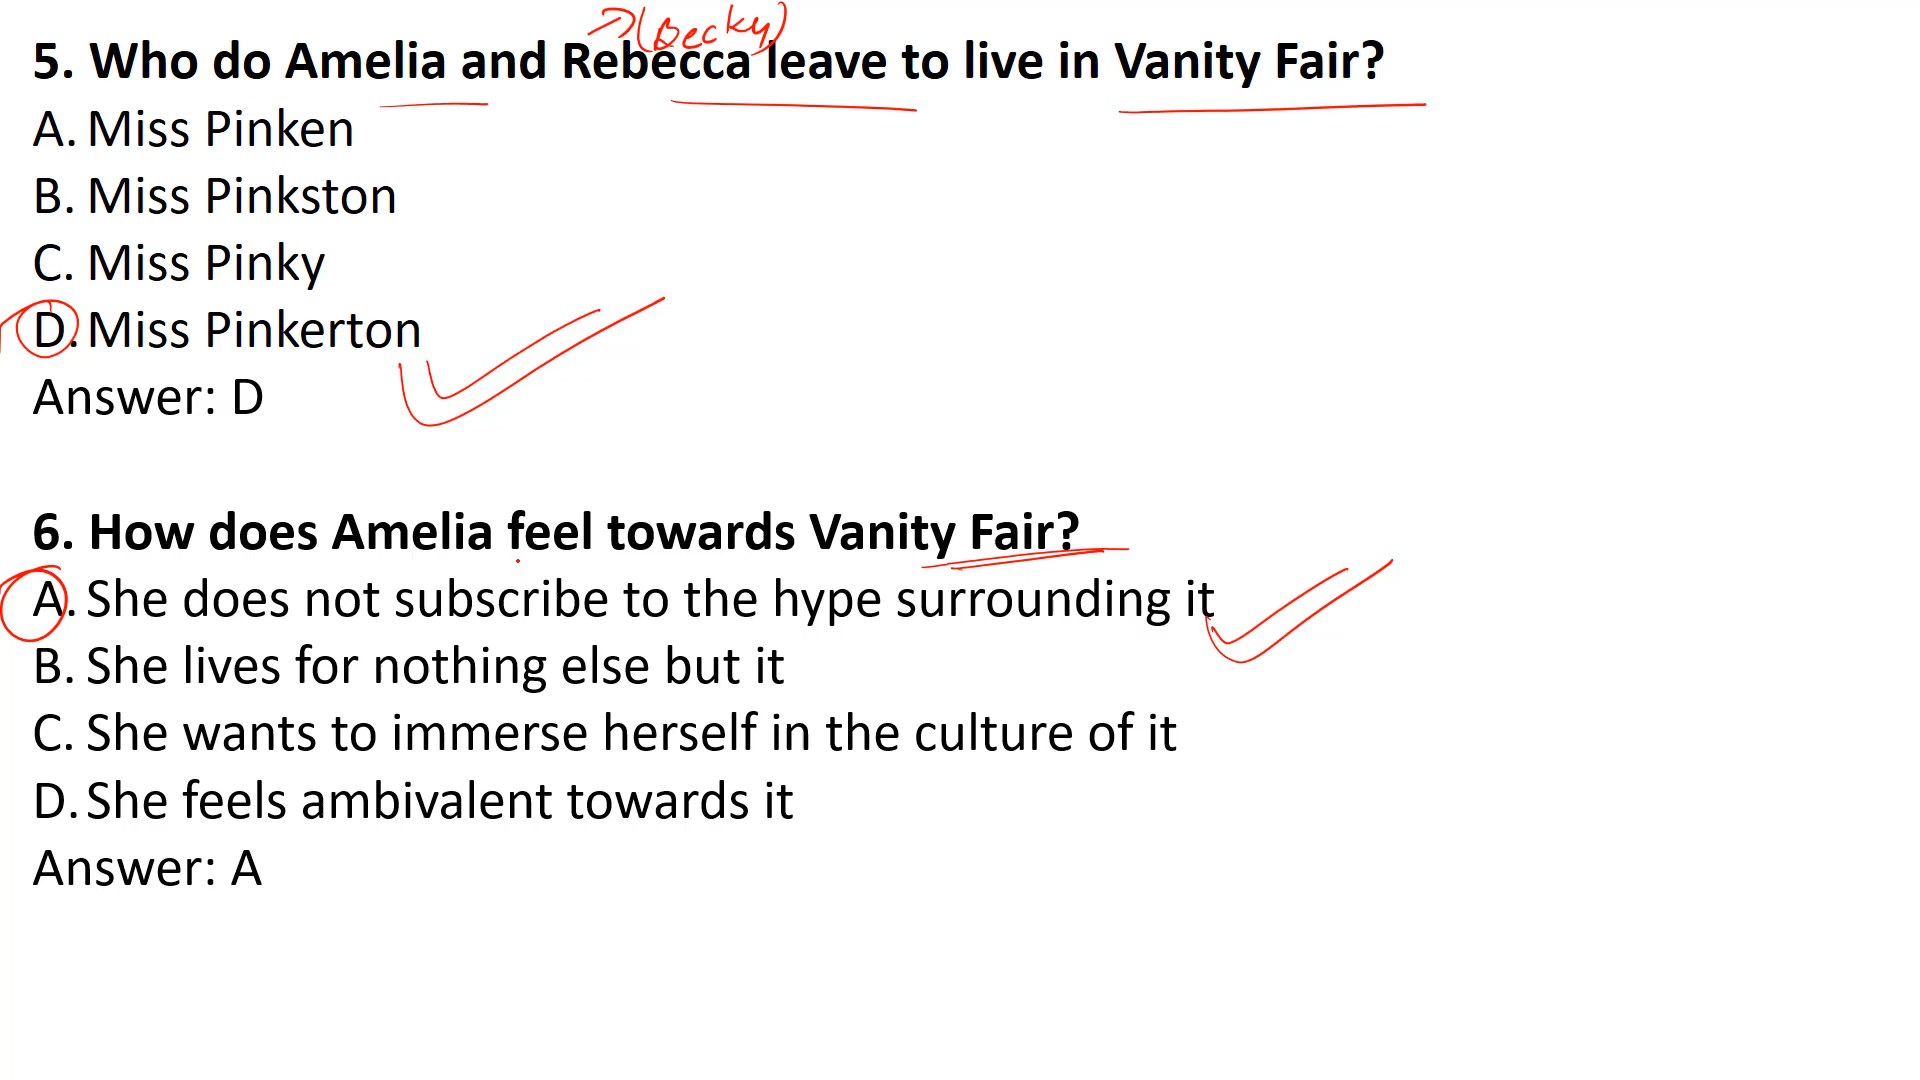 (Becky)
5. Who do Amelia and Rebecca leave to live in Vanity Fair?
A. Miss Pinken
B. Miss Pinkston
C. Miss Pinky
D. Miss Pinkerton
Answer: D
6. How does Amelia feel towards Vanity Fair?
A. She does not subscribe to the hype surrounding it
B. She lives for nothing else but it
C. She wants to immerse herself in the culture of it
D. She feels ambivalent towards it
Answer: A